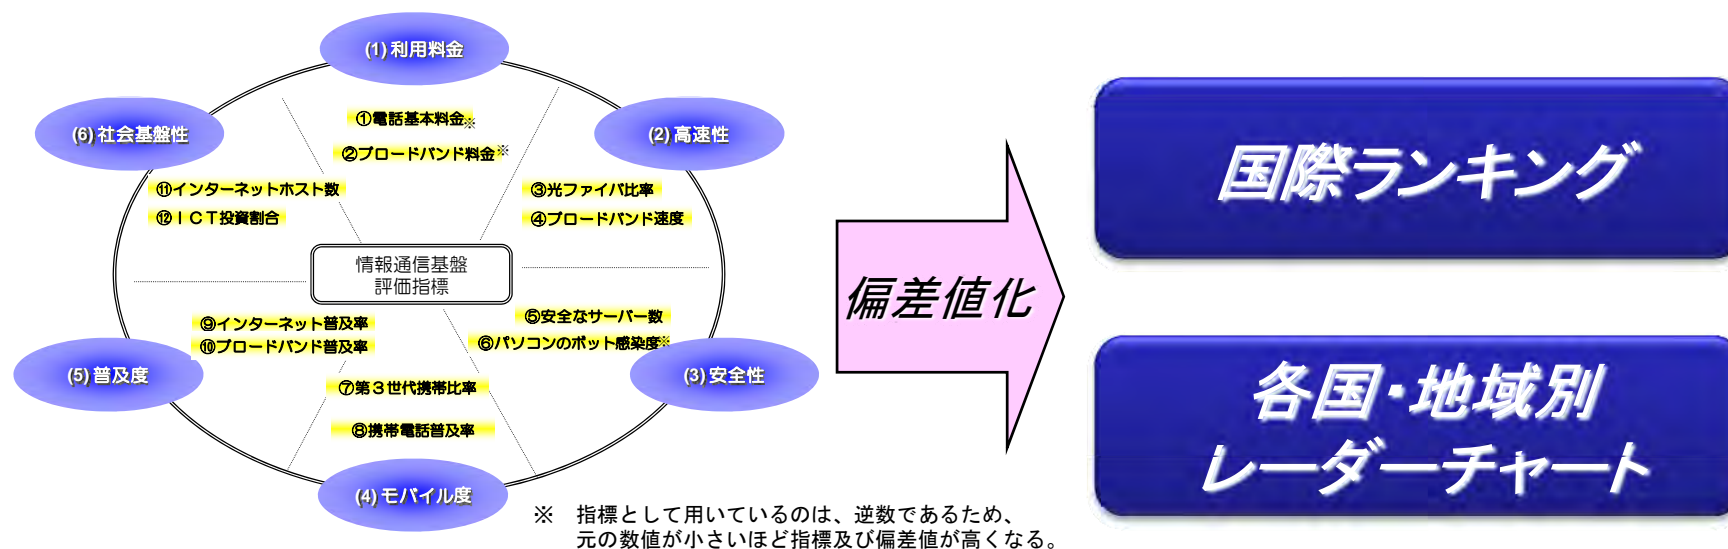 (1) 利用料金
①電話基本料金※
②ブロードバンド料金※
(2) 高速性
③光ファイバ比率
④ブロードバンド速度
(6) 社会基盤性
⑪インターネットホスト数
⑫ＩＣＴ投資割合
情報通信基盤
評価指標
⑤安全なサーバー数
⑥パソコンのボット感染度※
(3) 安全性
⑨インターネット普及率
⑩ブロードバンド普及率
(5) 普及度
⑦第３世代携帯比率
⑧携帯電話普及率
(4) モバイル度
※　指標として用いているのは、逆数であるため、
元の数値が小さいほど指標及び偏差値が高くなる。
偏差値化
国際ランキング
各国・地域別
レーダーチャート